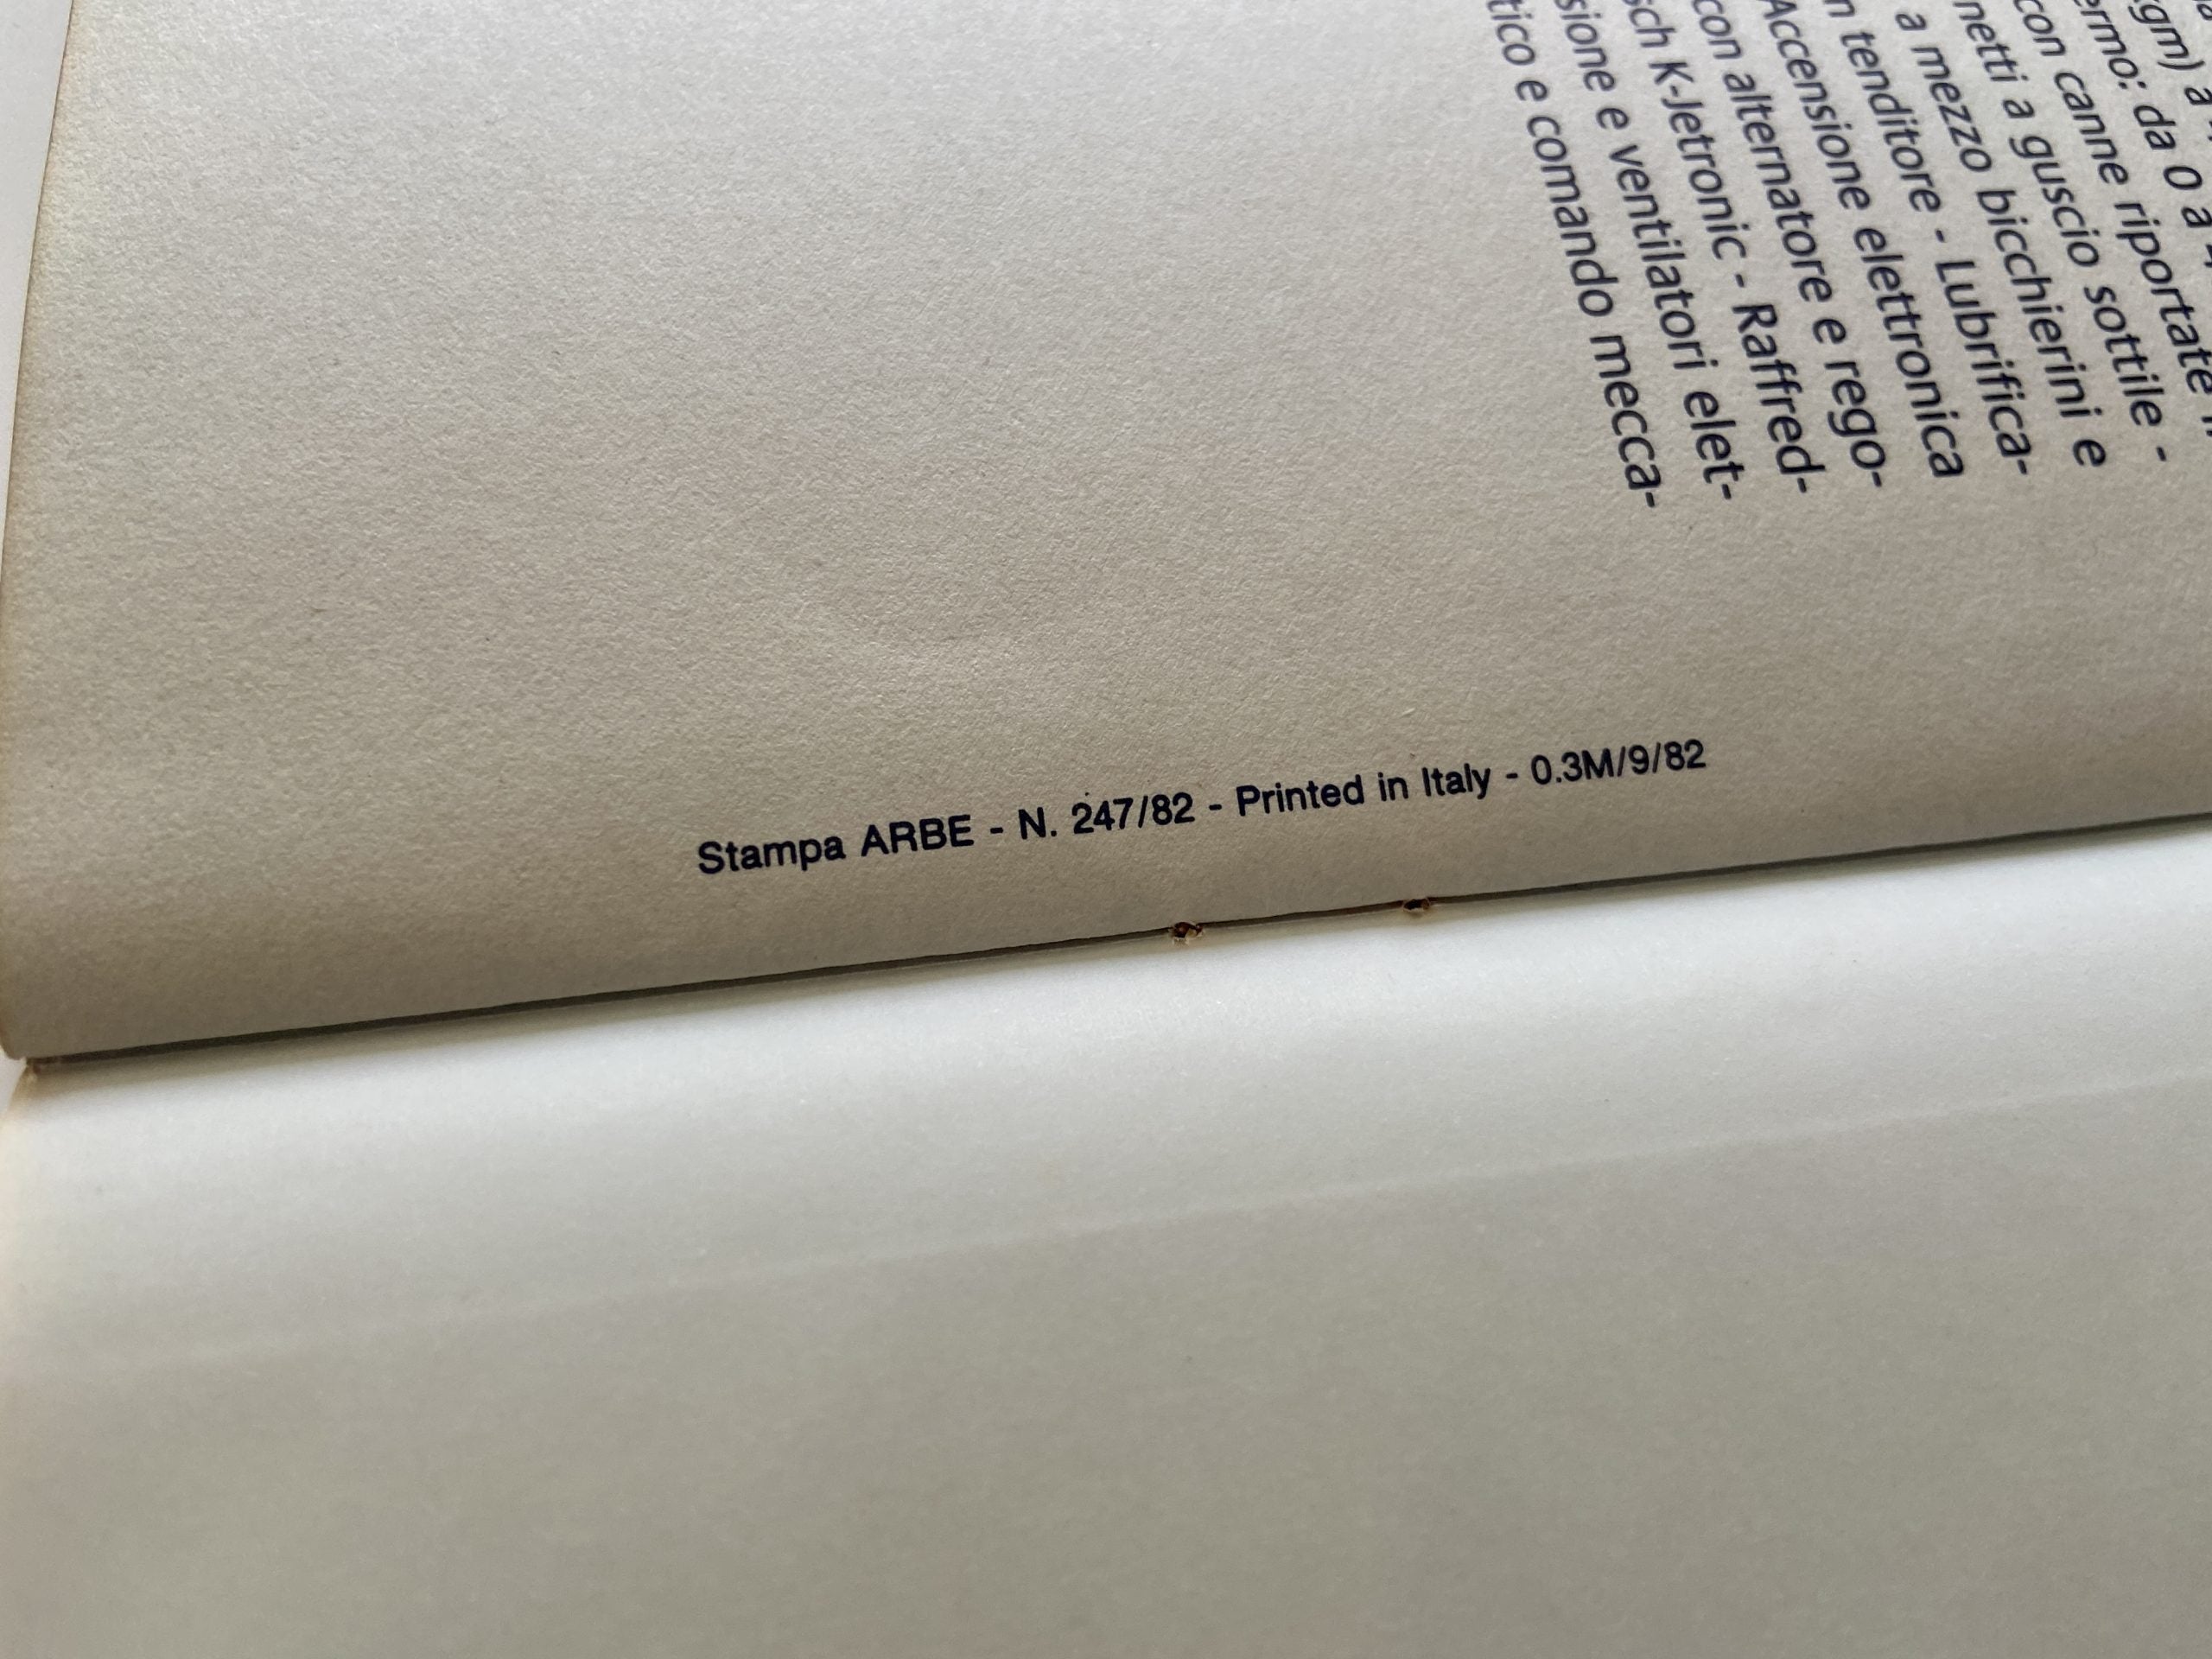 kgm) a
ermo: da 0 a
con canne riportate
netti a guscio sottile -
a mezzo bicchierini e
tenditore - Lubrifica-
Accensione elettronica
con alternatore e rego-
sch K-Jetronic - Raffred-
sione e ventilatori elet-
tico e comando mecca-
Stampa ARBE - N. 247/82 - Printed in Italy - 0.3M/9/82